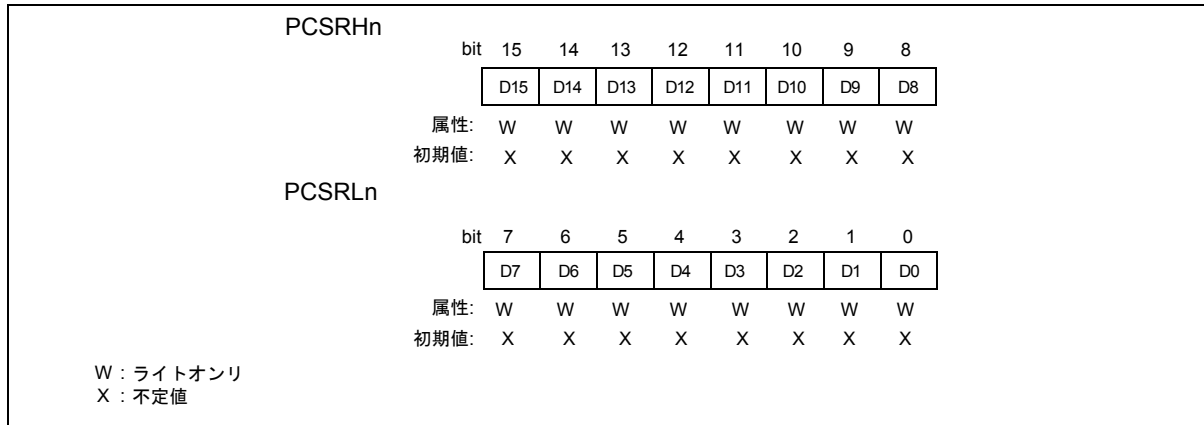 PCSRHn
bit 15 14 13 12 11 10 9 8
D15 D14 D13 D12 D11 D10 D9 D8
属性: W W W W W W W W
初期値: X X X X X X X X
PCSRLn
bit 7 6 5 4 3 2 1 0
D7 D6 D5 D4 D3 D2 D1 D0
属性: W W W W W W W W
初期値: X X X X X X X X
W : ライトオンリ
X : 不定値